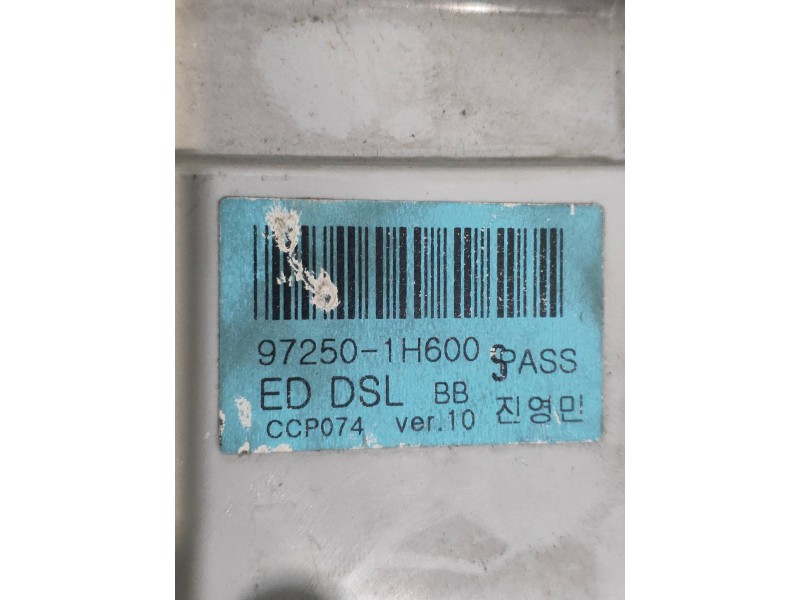 97250-1H600 PASS
ED DSL BB
CCP074 ver.10 진영민